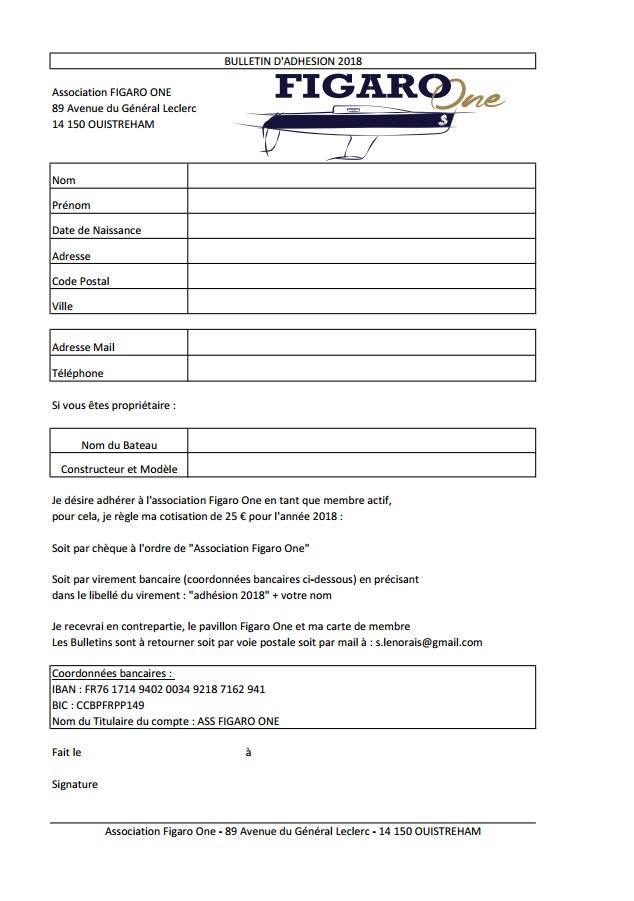 BULLETIN D'ADHESION 2018
FIGARO One
Association FIGARO ONE
89 Avenue du Général Leclerc
14 150 OUISTREHAM
Nom
Prénom
Date de Naissance
Adresse
Code Postal
Ville
Adresse Mail
Téléphone
Si vous êtes propriétaire :
Nom du Bateau
Constructeur et Modèle
Je désire adhérer à l'association Figaro One en tant que membre actif,
pour cela, je règle ma cotisation de 25 € pour l'année 2018 :
Soit par chèque à l'ordre de "Association Figaro One"
Soit par virement bancaire (coordonnées bancaires ci-dessous) en précisant
dans le libellé du virement : "adhésion 2018" + votre nom
Je recevrai en contrepartie, le pavillon Figaro One et ma carte de membre
Les Bulletins sont à retourner soit par voie postale soit par mail à : s.lenorais@gmail.com
Coordonnées bancaires :
IBAN : FR76 1714 9402 0034 9218 7162 941
BIC : CCBPFRPP149
Nom du Titulaire du compte : ASS FIGARO ONE
Fait le à
Signature
Association Figaro One - 89 Avenue du Général Leclerc - 14 150 OUISTREHAM